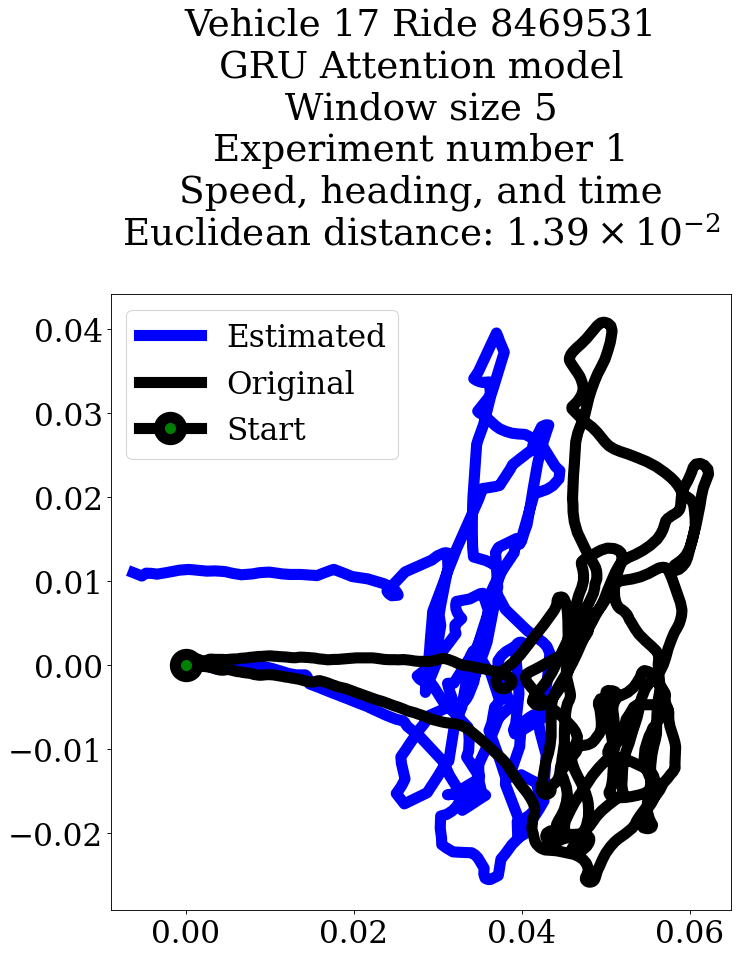 Vehicle 17 Ride 8469531
GRU Attention model
Window size 5
Experiment number 1
Speed, heading, and time
Euclidean distance: 1.39 × 10⁻²
Estimated
Original
Start
0.04
0.03
0.02
0.01
0.00
−0.01
−0.02
0.00 0.02 0.04 0.06